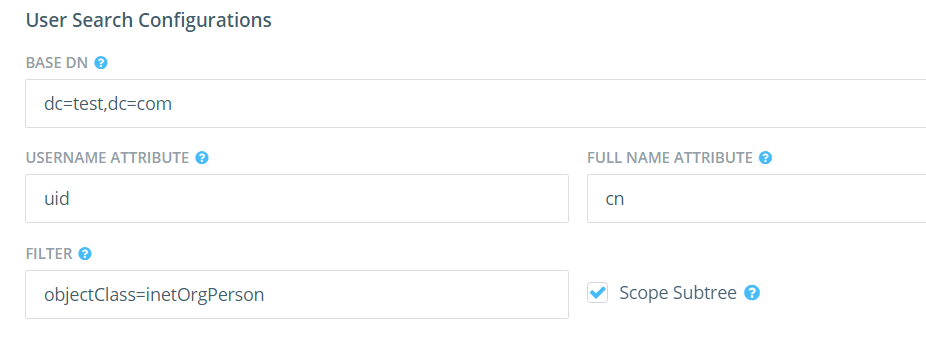 User Search Configurations
BASE DN ?
dc=test,dc=com
USERNAME ATTRIBUTE ? FULL NAME ATTRIBUTE ?
uid cn
FILTER ?
objectClass=inetOrgPerson Scope Subtree ?